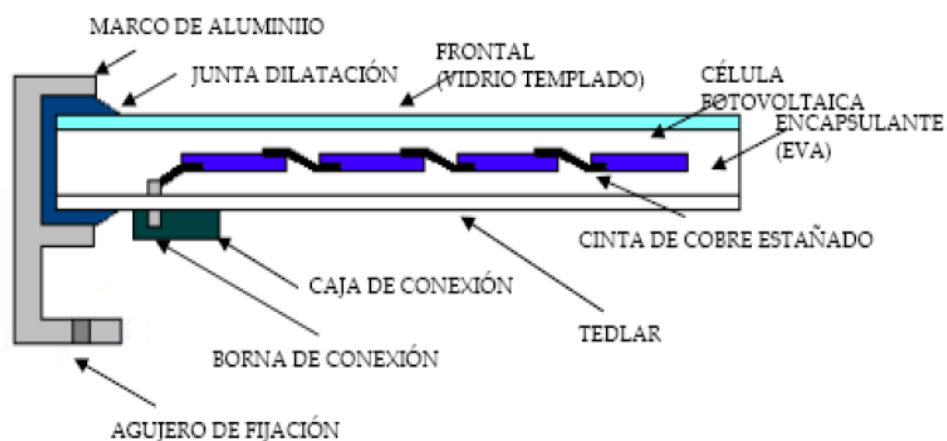 MARCO DE ALUMINIIO
JUNTA DILATACIÓN
FRONTAL
(VIDRIO TEMPLADO)
CÉLULA
FOTOVOLTAICA
ENCAPSULANTE
(EVA)
CINTA DE COBRE ESTAÑADO
CAJA DE CONEXIÓN
TEDLAR
BORNA DE CONEXIÓN
AGUJERO DE FIJACIÓN